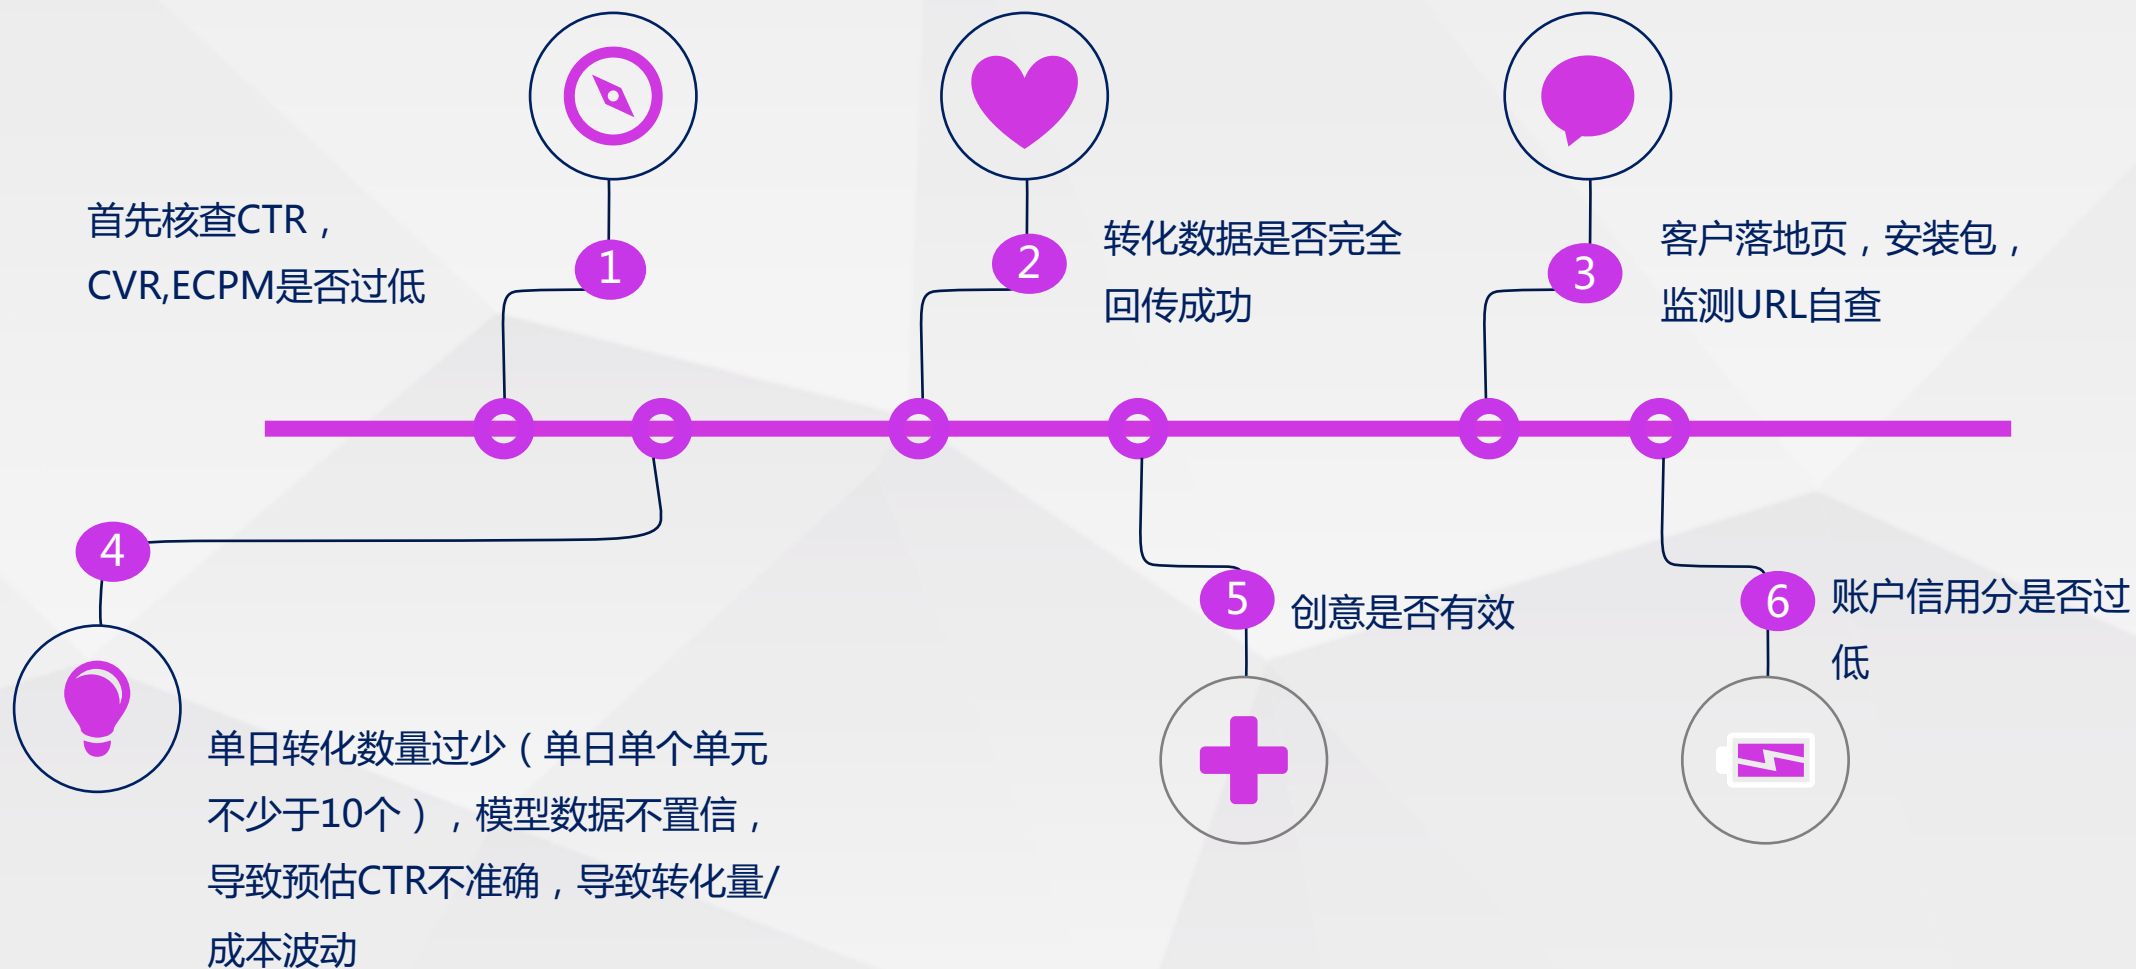 首先核查CTR，
CVR,ECPM是否过低
1
2
转化数据是否完全
回传成功
3
客户落地页，安装包，
监测URL自查
4
单日转化数量过少（单日单个单元
不少于10个），模型数据不置信，
导致预估CTR不准确，导致转化量/
成本波动
5
创意是否有效
6
账户信用分是否过
低